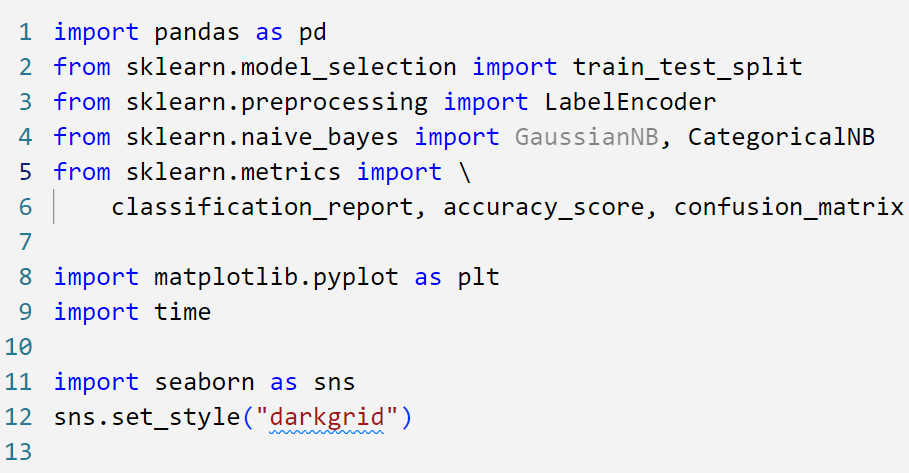 1 import pandas as pd
2 from sklearn.model_selection import train_test_split
3 from sklearn.preprocessing import LabelEncoder
4 from sklearn.naive_bayes import GaussianNB, CategoricalNB
5 from sklearn.metrics import \
6     classification_report, accuracy_score, confusion_matrix
7
8 import matplotlib.pyplot as plt
9 import time
10
11 import seaborn as sns
12 sns.set_style("darkgrid")
13